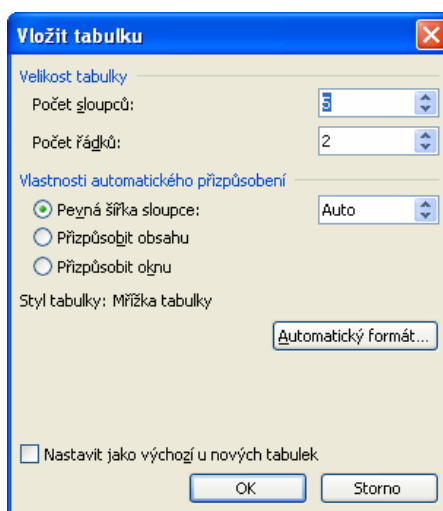 Vložit tabulku
Velikost tabulky
Počet sloupců: 5
Počet řádků: 2
Vlastnosti automatického přizpůsobení
Pevná šířka sloupce: Auto
Přizpůsobit obsahu
Přizpůsobit oknu
Styl tabulky: Mřížka tabulky
Automatický formát...
Nastavit jako výchozí u nových tabulek
OK Storno